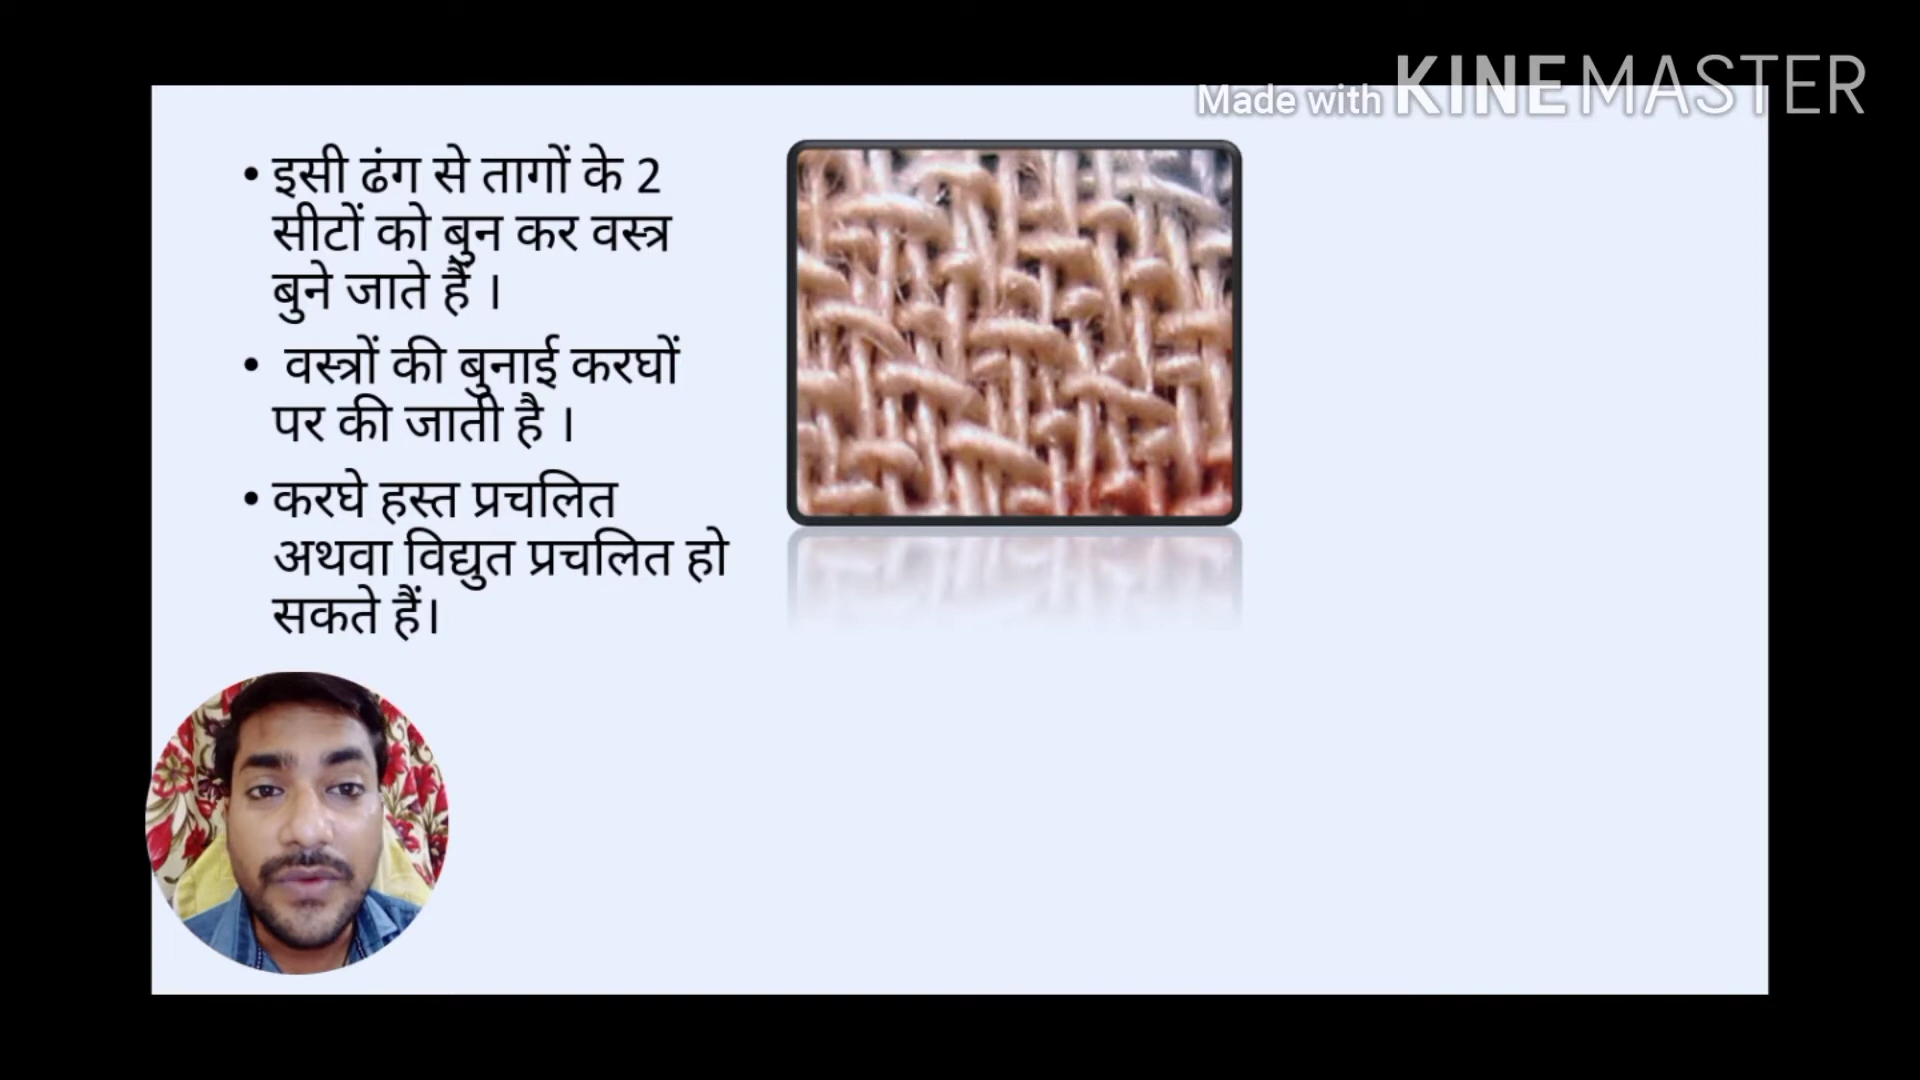 Made with KINEMASTER
• इसी ढंग से तागों के 2
सीटों को बुन कर वस्त्र
बुने जाते हैं ।
• वस्त्रों की बुनाई करघों
पर की जाती है ।
• करघे हस्त प्रचलित
अथवा विद्युत प्रचलित हो
सकते हैं।